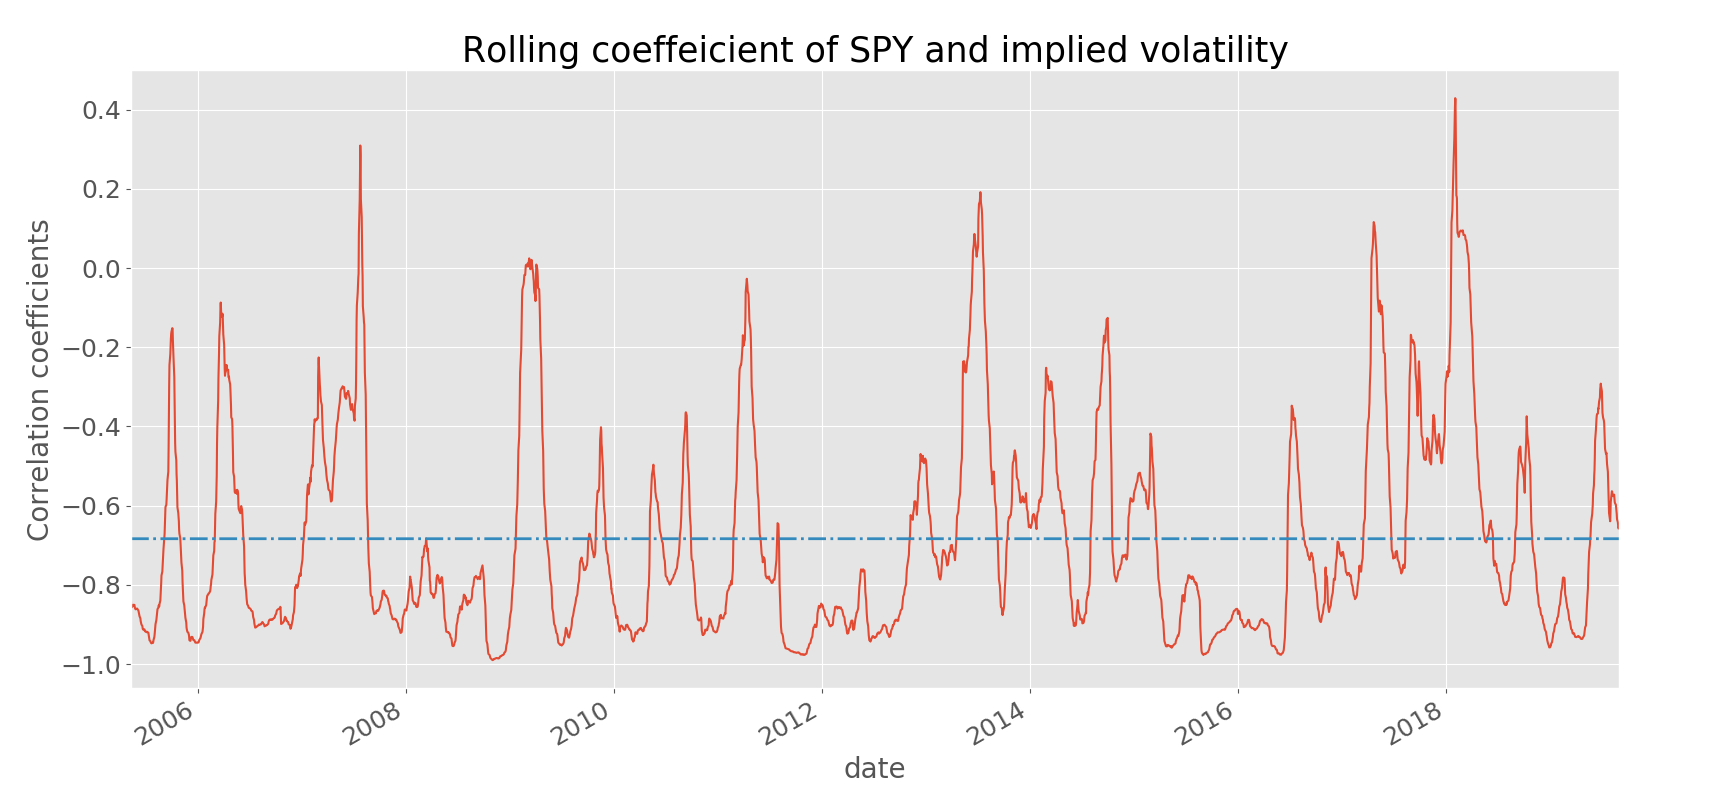 Rolling coeffeicient of SPY and implied volatility
0.4
0.2
0.0
−0.2
−0.4
−0.6
−0.8
−1.0
Correlation coefficients
2006 2008 2010 2012 2014 2016 2018
date